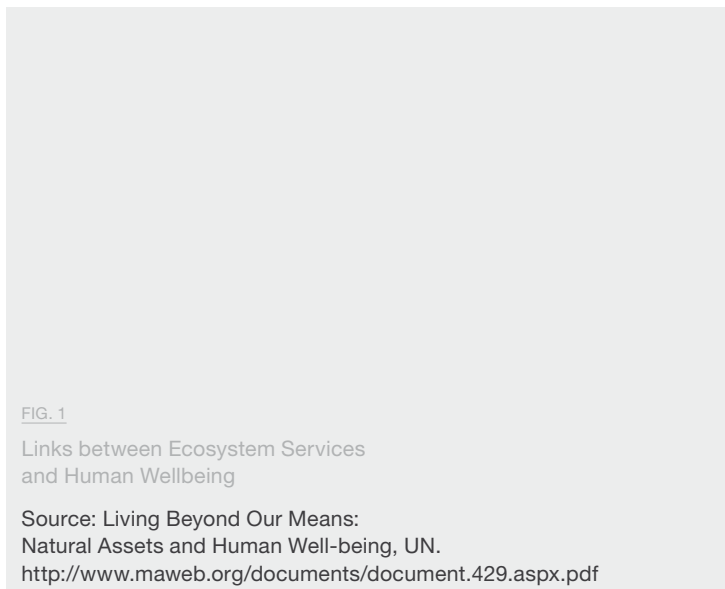 FIG. 1
Links between Ecosystem Services
and Human Wellbeing
Source: Living Beyond Our Means:
Natural Assets and Human Well-being, UN.
http://www.maweb.org/documents/document.429.aspx.pdf